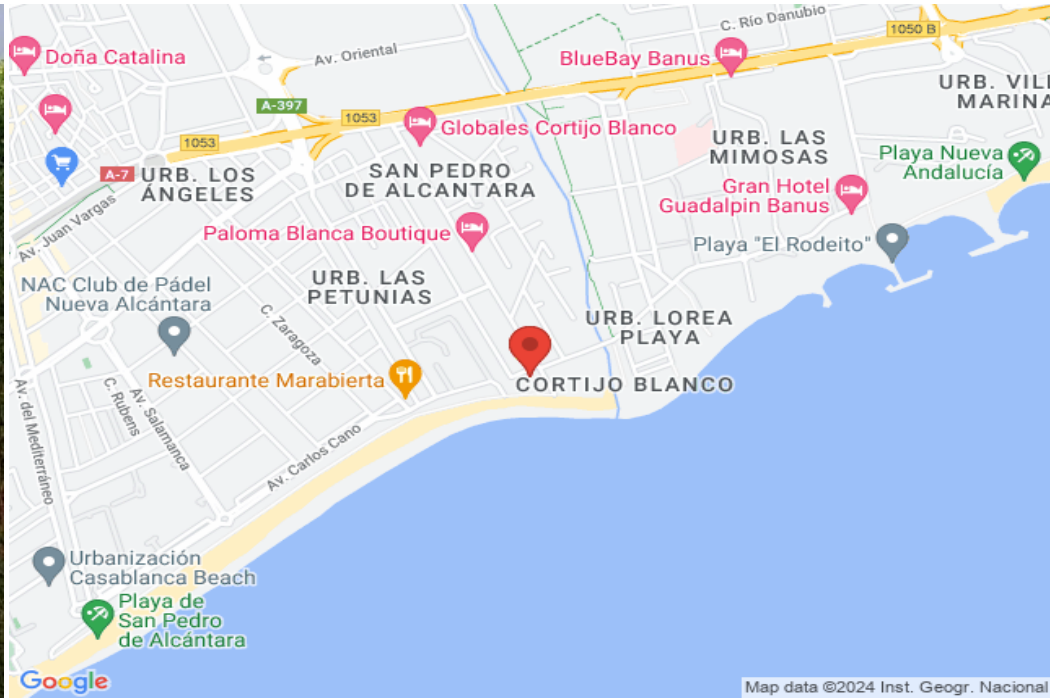 C. Río Danubio
1050 B
Doña Catalina
Av. Oriental
BlueBay Banus
URB. VILL
MARINA
A-397
1053
Globales Cortijo Blanco
1053
URB. LAS
MIMOSAS
Playa Nueva
Andalucía
A-7
URB. LOS
ÁNGELES
SAN PEDRO
DE ALCANTARA
Gran Hotel
Guadalpin Banus
Av. Juan Vargas
Paloma Blanca Boutique
Playa "El Rodeito"
NAC Club de Pádel
Nueva Alcántara
URB. LAS
PETUNIAS
C. Zaragoza
URB. LOREA
PLAYA
Restaurante Marabierta
CORTIJO BLANCO
C. Rubens
Av. Salamanca
Av. del Mediterráneo
Av. Carlos Cano
Urbanización
Casablanca Beach
Playa de
San Pedro
de Alcántara
Google
Map data ©2024 Inst. Geogr. Nacional